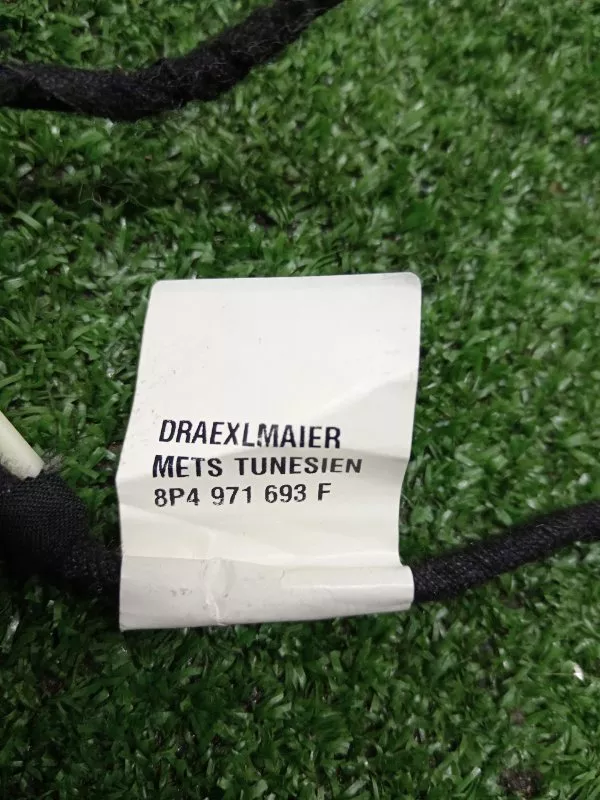 DRAEXLMAIER
METS TUNESIEN
8P4 971 693 F